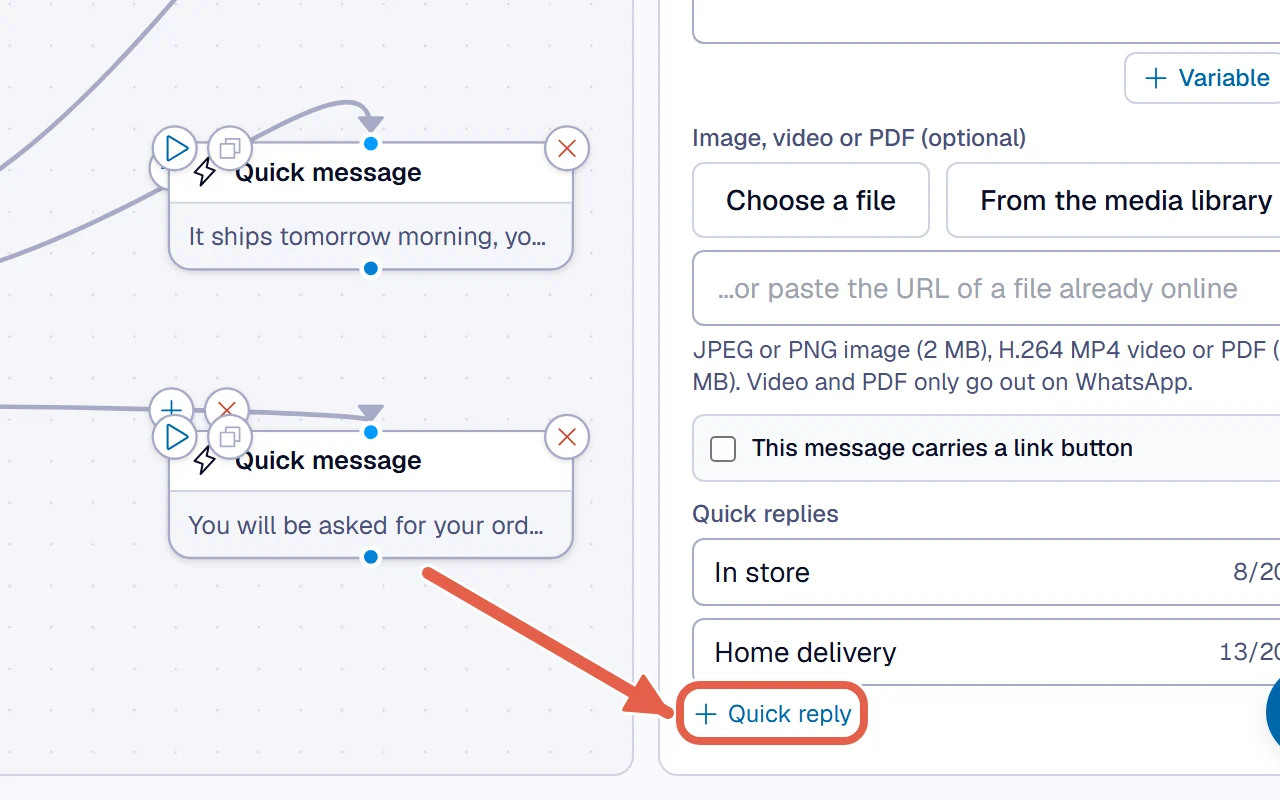 Quick message
It ships tomorrow morning, yo...
Quick message
You will be asked for your ord...
+ Variable
Image, video or PDF (optional)
Choose a file
From the media library
...or paste the URL of a file already online
JPEG or PNG image (2 MB), H.264 MP4 video or PDF (
MB). Video and PDF only go out on WhatsApp.
This message carries a link button
Quick replies
In store 8/20
Home delivery 13/20
+ Quick reply